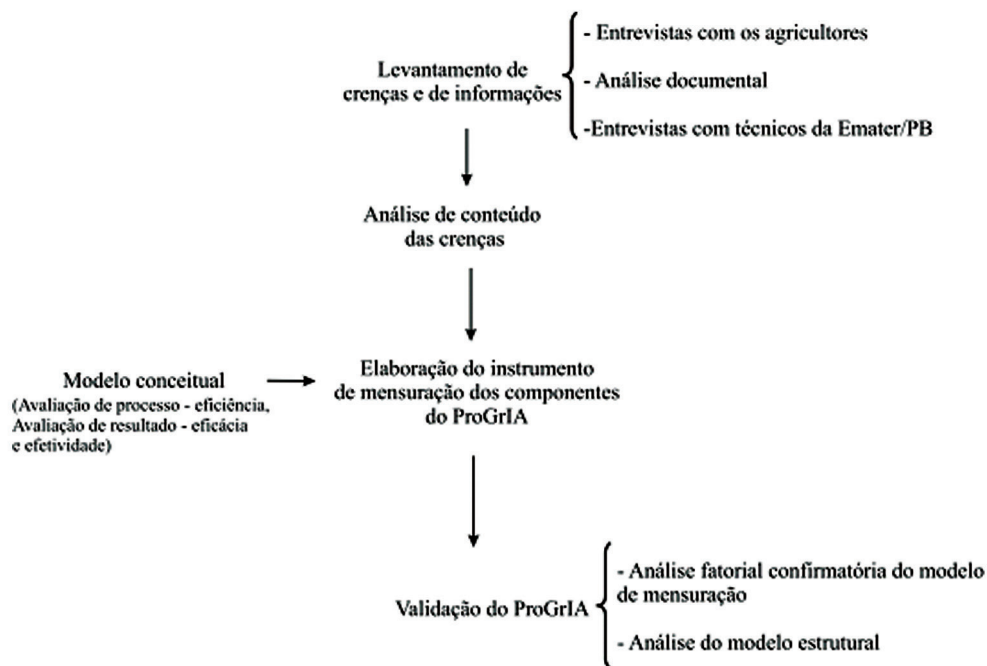 Levantamento de
crenças e de informações
- Entrevistas com os agricultores
- Análise documental
-Entrevistas com técnicos da Emater/PB
Análise de conteúdo
das crenças
Modelo conceitual
(Avaliação de processo - eficiência,
Avaliação de resultado - eficácia
e efetividade)
Elaboração do instrumento
de mensuração dos componentes
do ProGrIA
Validação do ProGrIA
- Análise fatorial confirmatória do modelo
de mensuração
- Análise do modelo estrutural